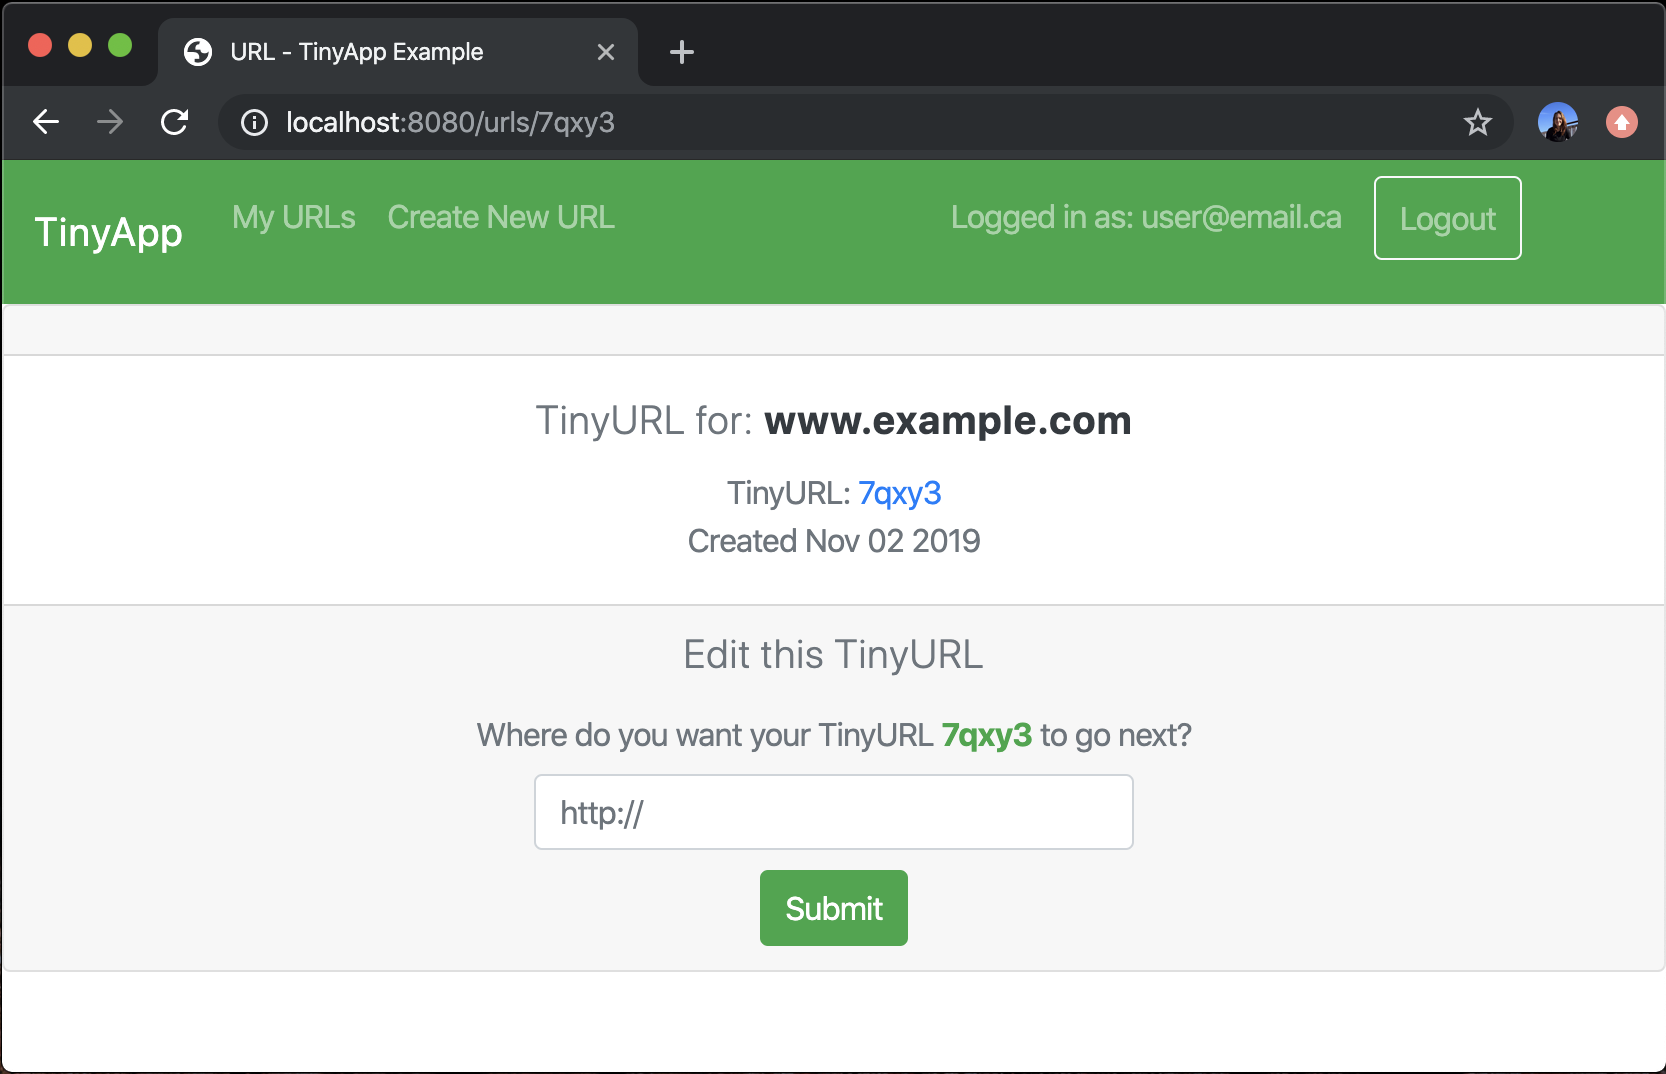 URL - TinyApp Example
localhost:8080/urls/7qxy3
TinyApp
My URLs
Create New URL
Logged in as: user@email.ca
Logout
TinyURL for: www.example.com
TinyURL: 7qxy3
Created Nov 02 2019
Edit this TinyURL
Where do you want your TinyURL 7qxy3 to go next?
http://
Submit